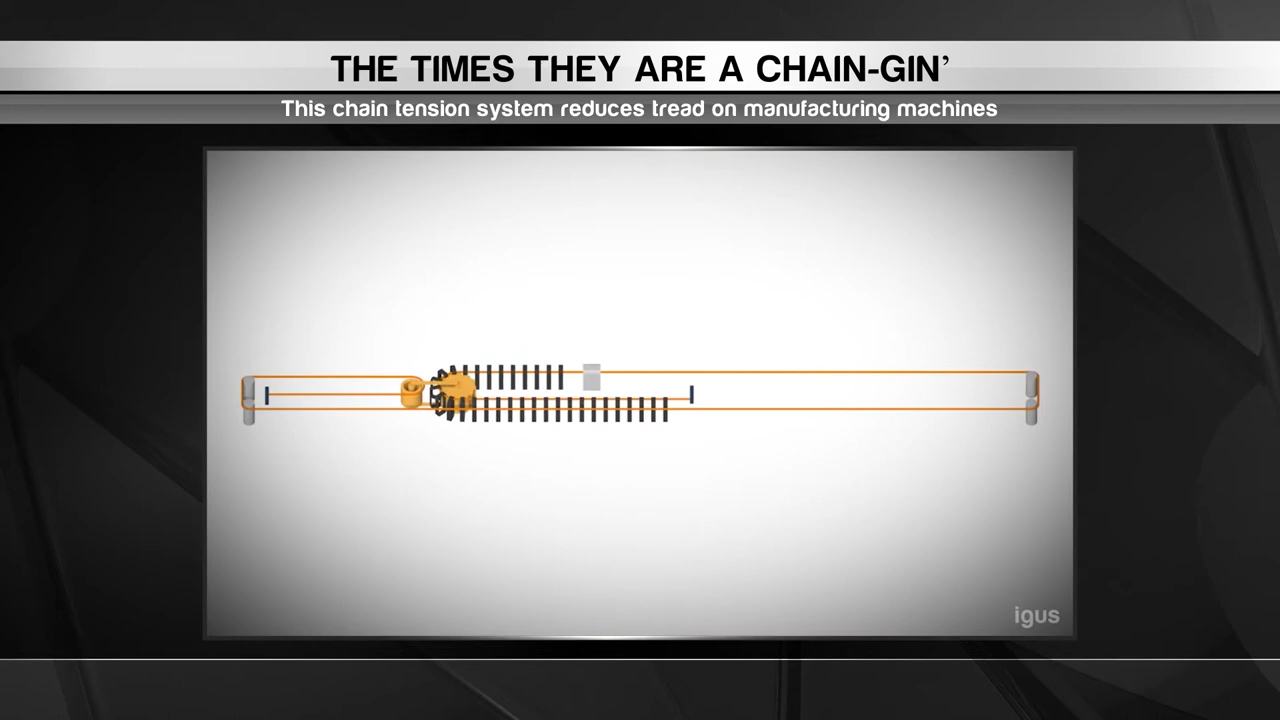 THE TIMES THEY ARE A CHAIN-GIN’
This chain tension system reduces tread on manufacturing machines
igus